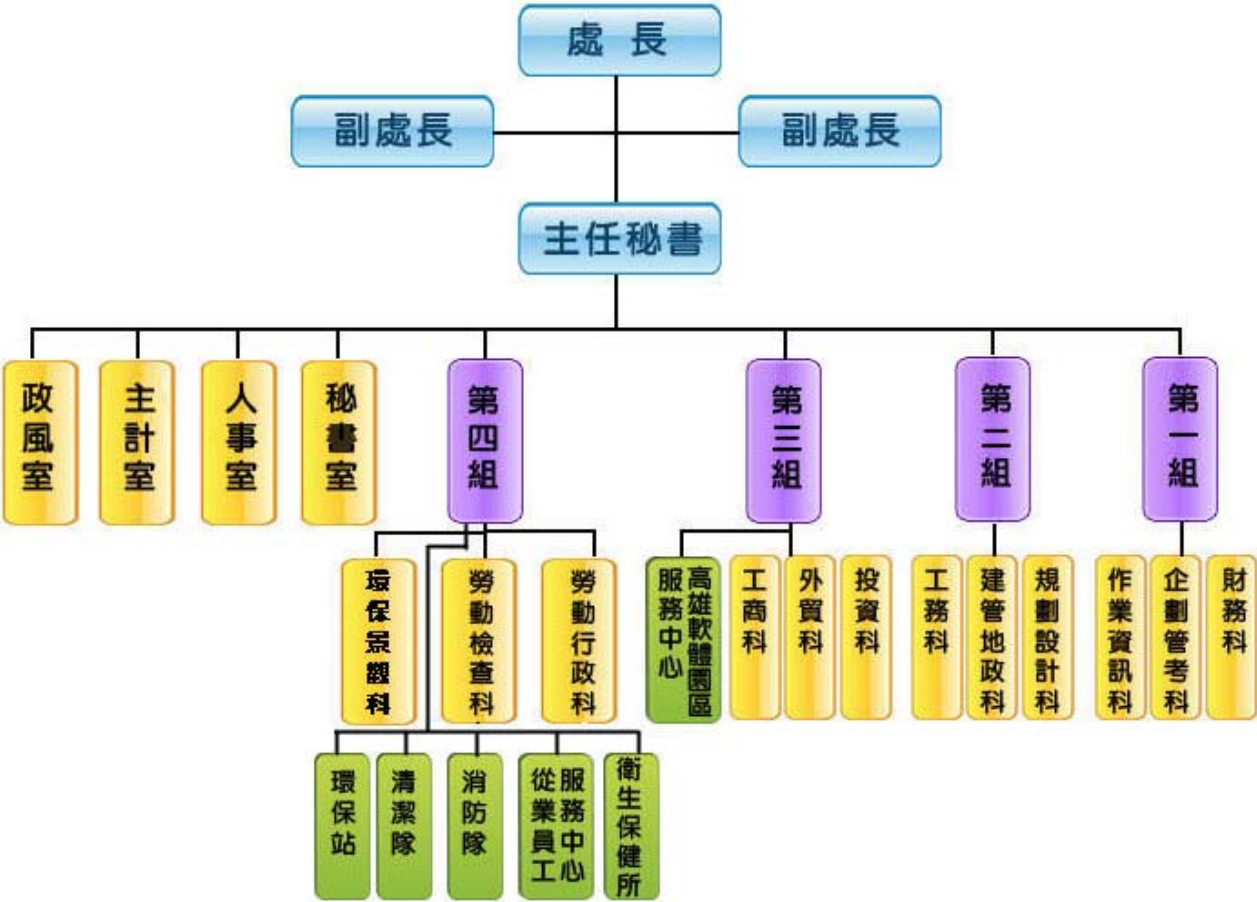 處長
副處長
副處長
主任秘書
政風室
主計室
人事室
秘書室
第四組
第三組
第二組
第一組
環保景觀科
勞動檢查科
勞動行政科
高雄軟體園區
服務中心
工商科
外貿科
投資科
工務科
建管地政科
規劃設計科
作業資訊科
企劃管考科
財務科
環保站
清潔隊
消防隊
從業員工
服務中心
衛生保健所